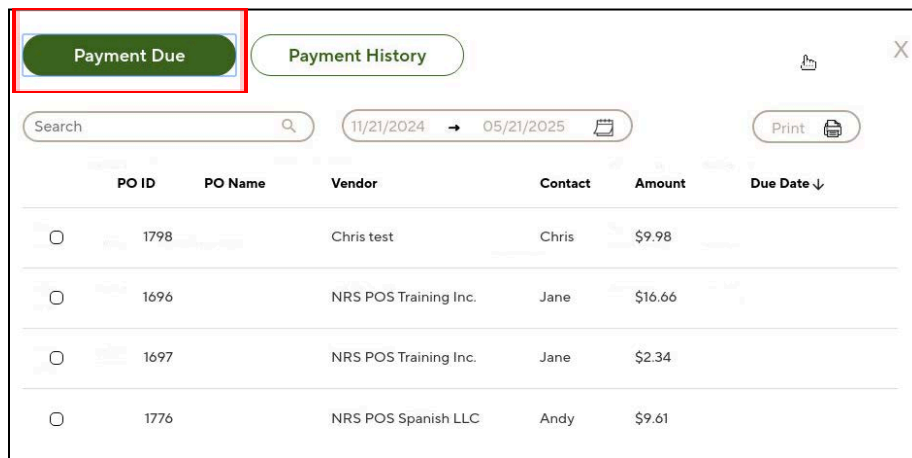 Payment Due Payment History X
Search 11/21/2024 → 05/21/2025 Print
PO ID PO Name Vendor Contact Amount Due Date ↓
1798 Chris test Chris $9.98
1696 NRS POS Training Inc. Jane $16.66
1697 NRS POS Training Inc. Jane $2.34
1776 NRS POS Spanish LLC Andy $9.61